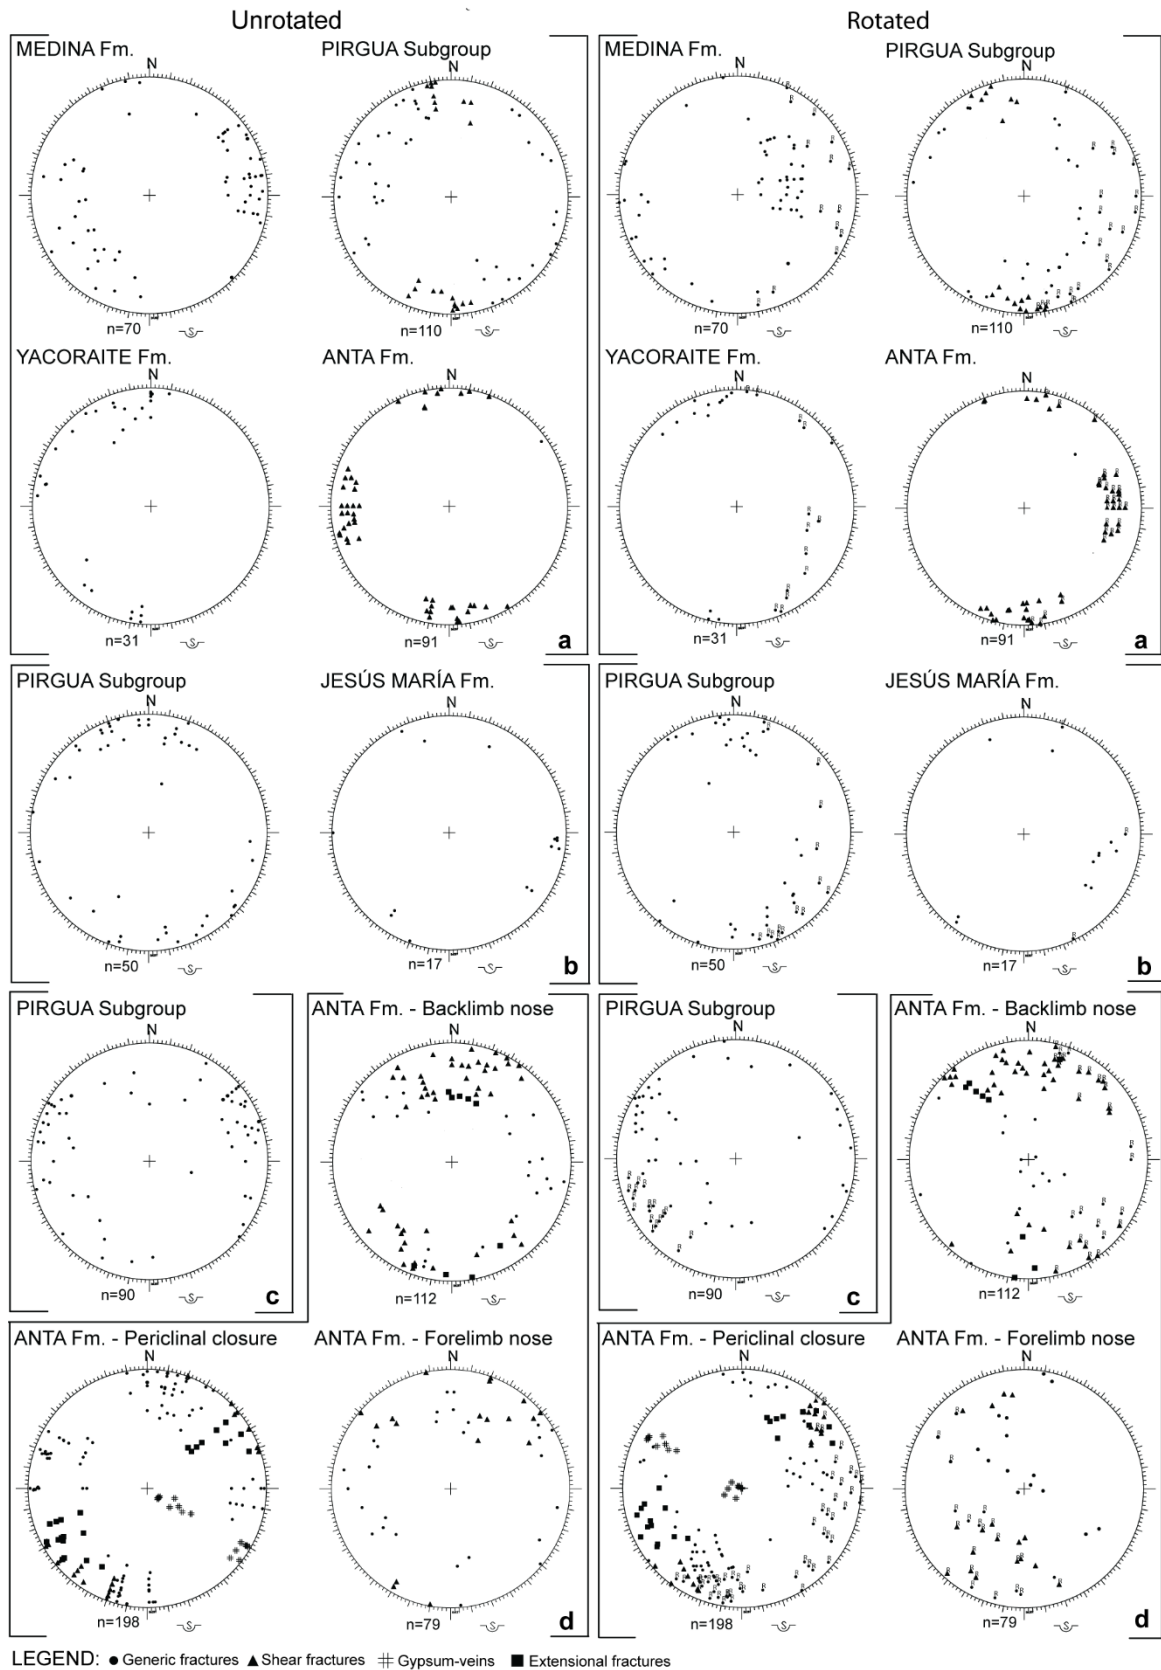 Unrotated
Rotated
MEDINA Fm.
PIRGUA Subgroup
MEDINA Fm.
PIRGUA Subgroup
N
N
N
N
n=70
S
n=110
S
n=70
S
n=110
S
YACORAITE Fm.
ANTA Fm.
YACORAITE Fm.
ANTA Fm.
N
N
N
N
n=31
S
n=91
S
a
n=31
S
n=91
S
a
PIRGUA Subgroup
JESÚS MARÍA Fm.
PIRGUA Subgroup
JESÚS MARÍA Fm.
N
N
N
N
n=50
S
n=17
S
b
n=50
S
n=17
S
b
PIRGUA Subgroup
ANTA Fm. - Backlimb nose
PIRGUA Subgroup
ANTA Fm. - Backlimb nose
N
N
N
N
n=90
S
c
n=112
S
n=90
S
c
n=112
S
ANTA Fm. - Periclinal closure
ANTA Fm. - Forelimb nose
ANTA Fm. - Periclinal closure
ANTA Fm. - Forelimb nose
N
N
N
N
n=198
S
n=79
S
d
n=198
S
n=79
S
d
LEGEND: Generic fractures Shear fractures Gypsum-veins Extensional fractures